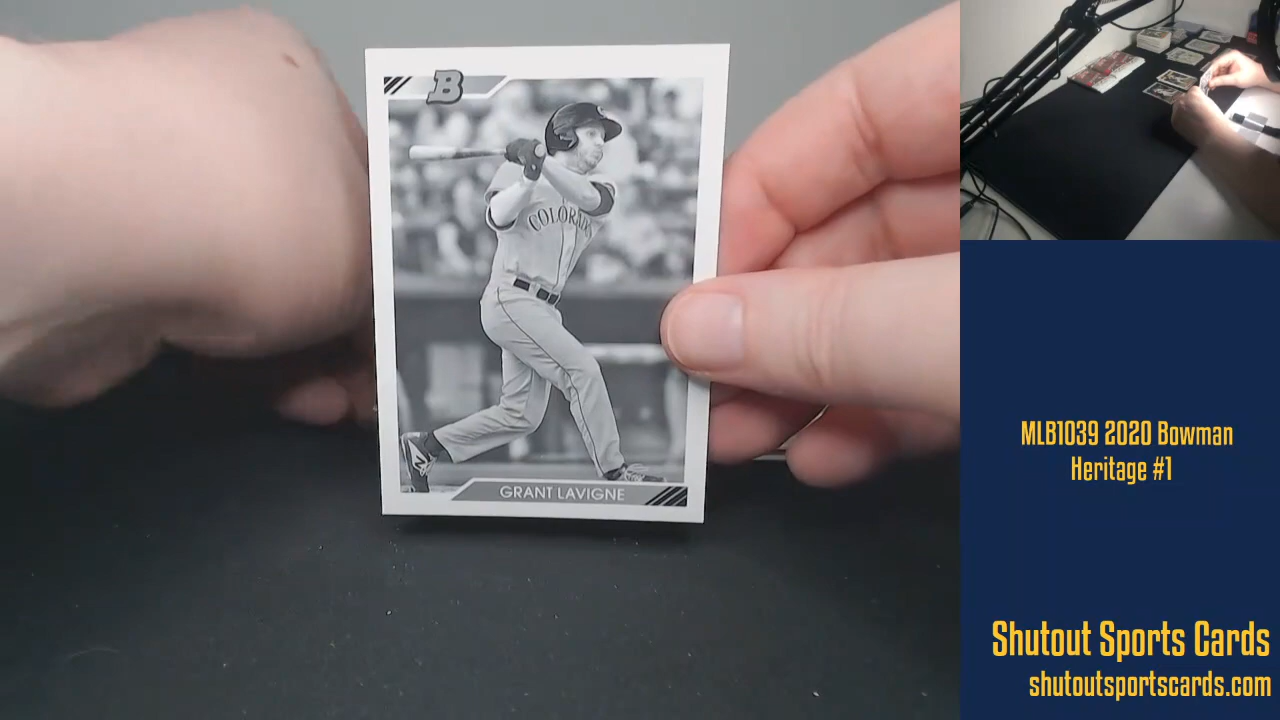 B
COLORADO
GRANT LAVIGNE
MLB1039 2020 Bowman
Heritage #1
Shutout Sports Cards
shutoutsportscards.com